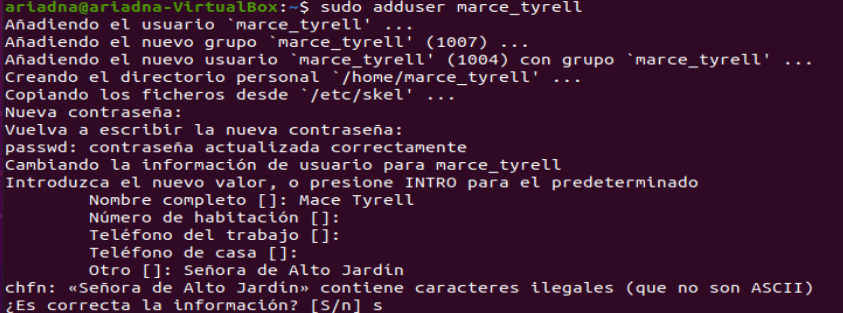 ariadna@ariadna-VirtualBox:~$ sudo adduser marce_tyrell
Añadiendo el usuario `marce_tyrell' ...
Añadiendo el nuevo grupo `marce_tyrell' (1007) ...
Añadiendo el nuevo usuario `marce_tyrell' (1004) con grupo `marce_tyrell' ...
Creando el directorio personal `/home/marce_tyrell' ...
Copiando los ficheros desde `/etc/skel' ...
Nueva contraseña:
Vuelva a escribir la nueva contraseña:
passwd: contraseña actualizada correctamente
Cambiando la información de usuario para marce_tyrell
Introduzca el nuevo valor, o presione INTRO para el predeterminado
        Nombre completo []: Mace Tyrell
        Número de habitación []:
        Teléfono del trabajo []:
        Teléfono de casa []:
        Otro []: Señora de Alto Jardín
chfn: «Señora de Alto Jardín» contiene caracteres ilegales (que no son ASCII)
¿Es correcta la información? [S/n] s